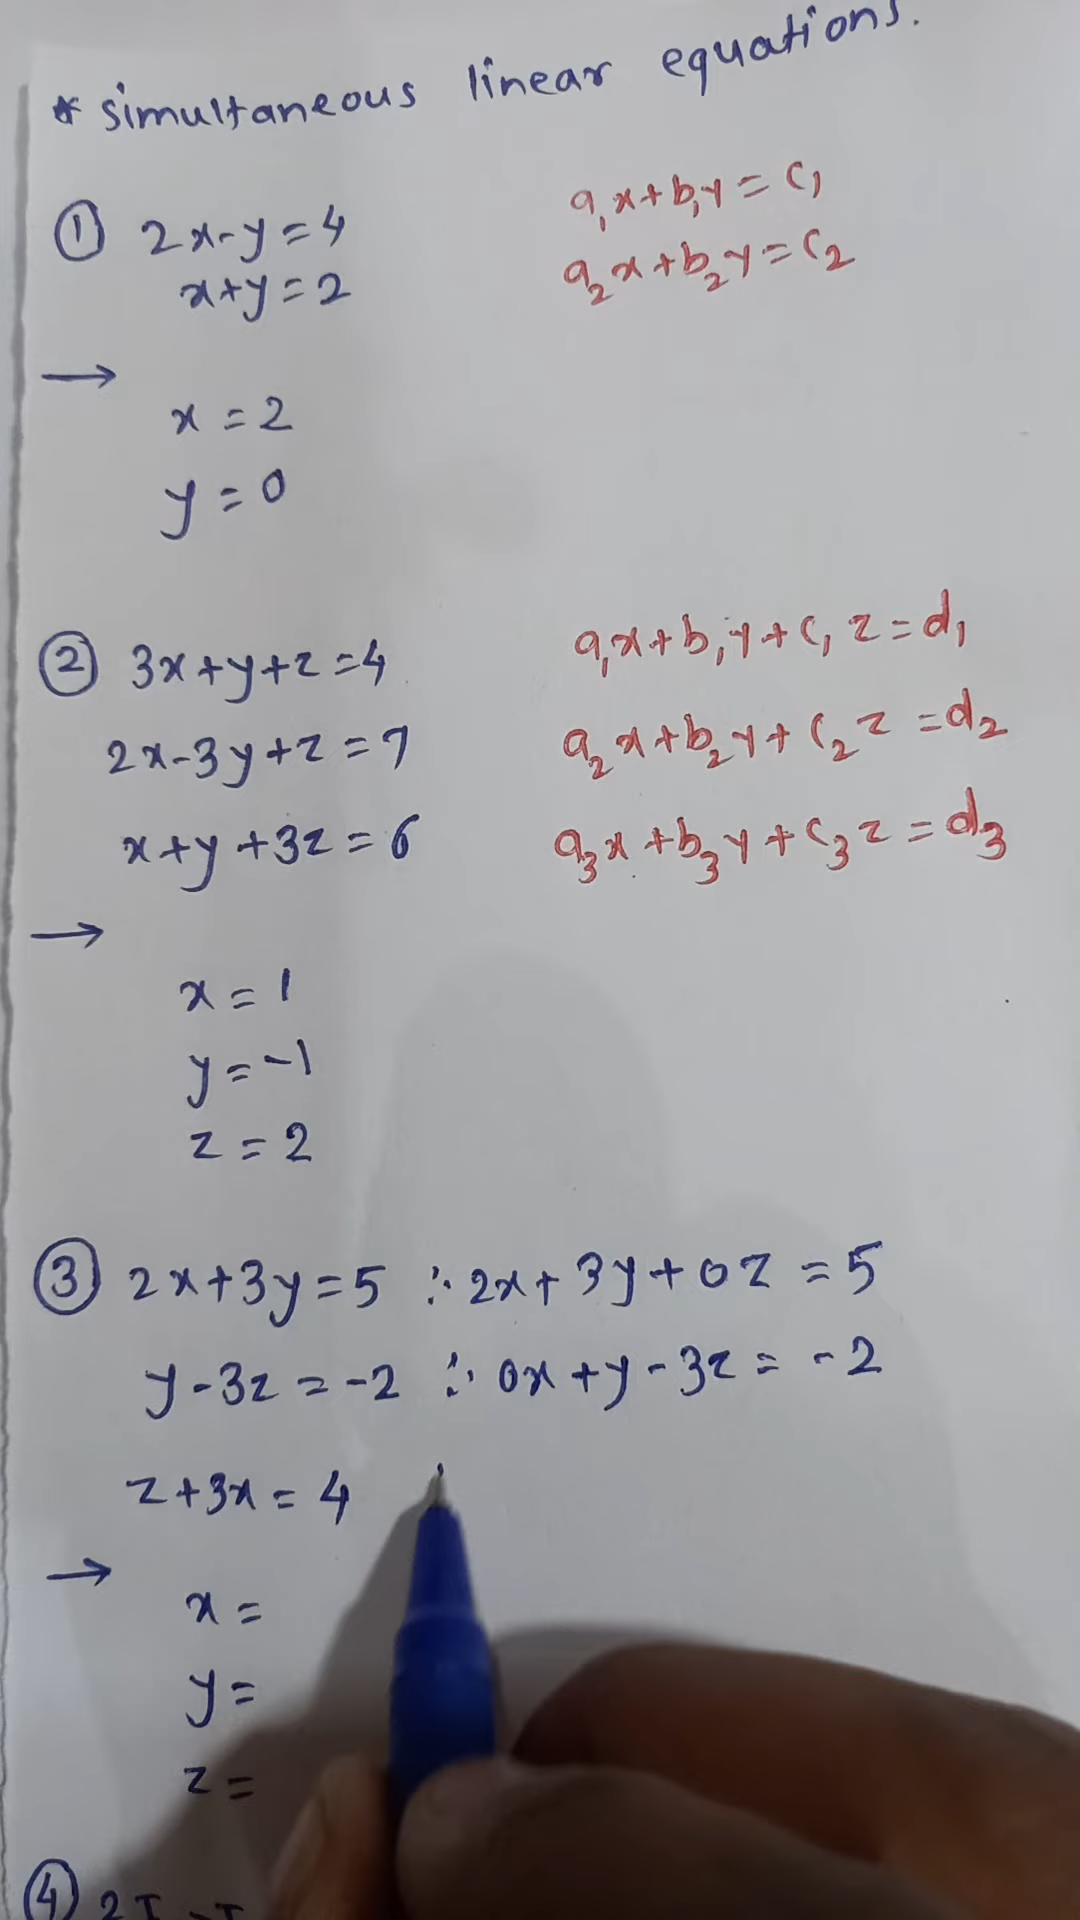 * simultaneous linear equations.
① 2x-y=4
x+y=2
a₁x+b₁y=c₁
a₂x+b₂y=c₂
→
x=2
y=0
② 3x+y+z=4
2x-3y+z=7
x+y+3z=6
a₁x+b₁y+c₁z=d₁
a₂x+b₂y+c₂z=d₂
a₃x+b₃y+c₃z=d₃
→
x=1
y=-1
z=2
③ 2x+3y=5 ∴ 2x+3y+0z=5
y-3z=-2 ∴ 0x+y-3z=-2
z+3x=4
→
x=
y=
z=
④